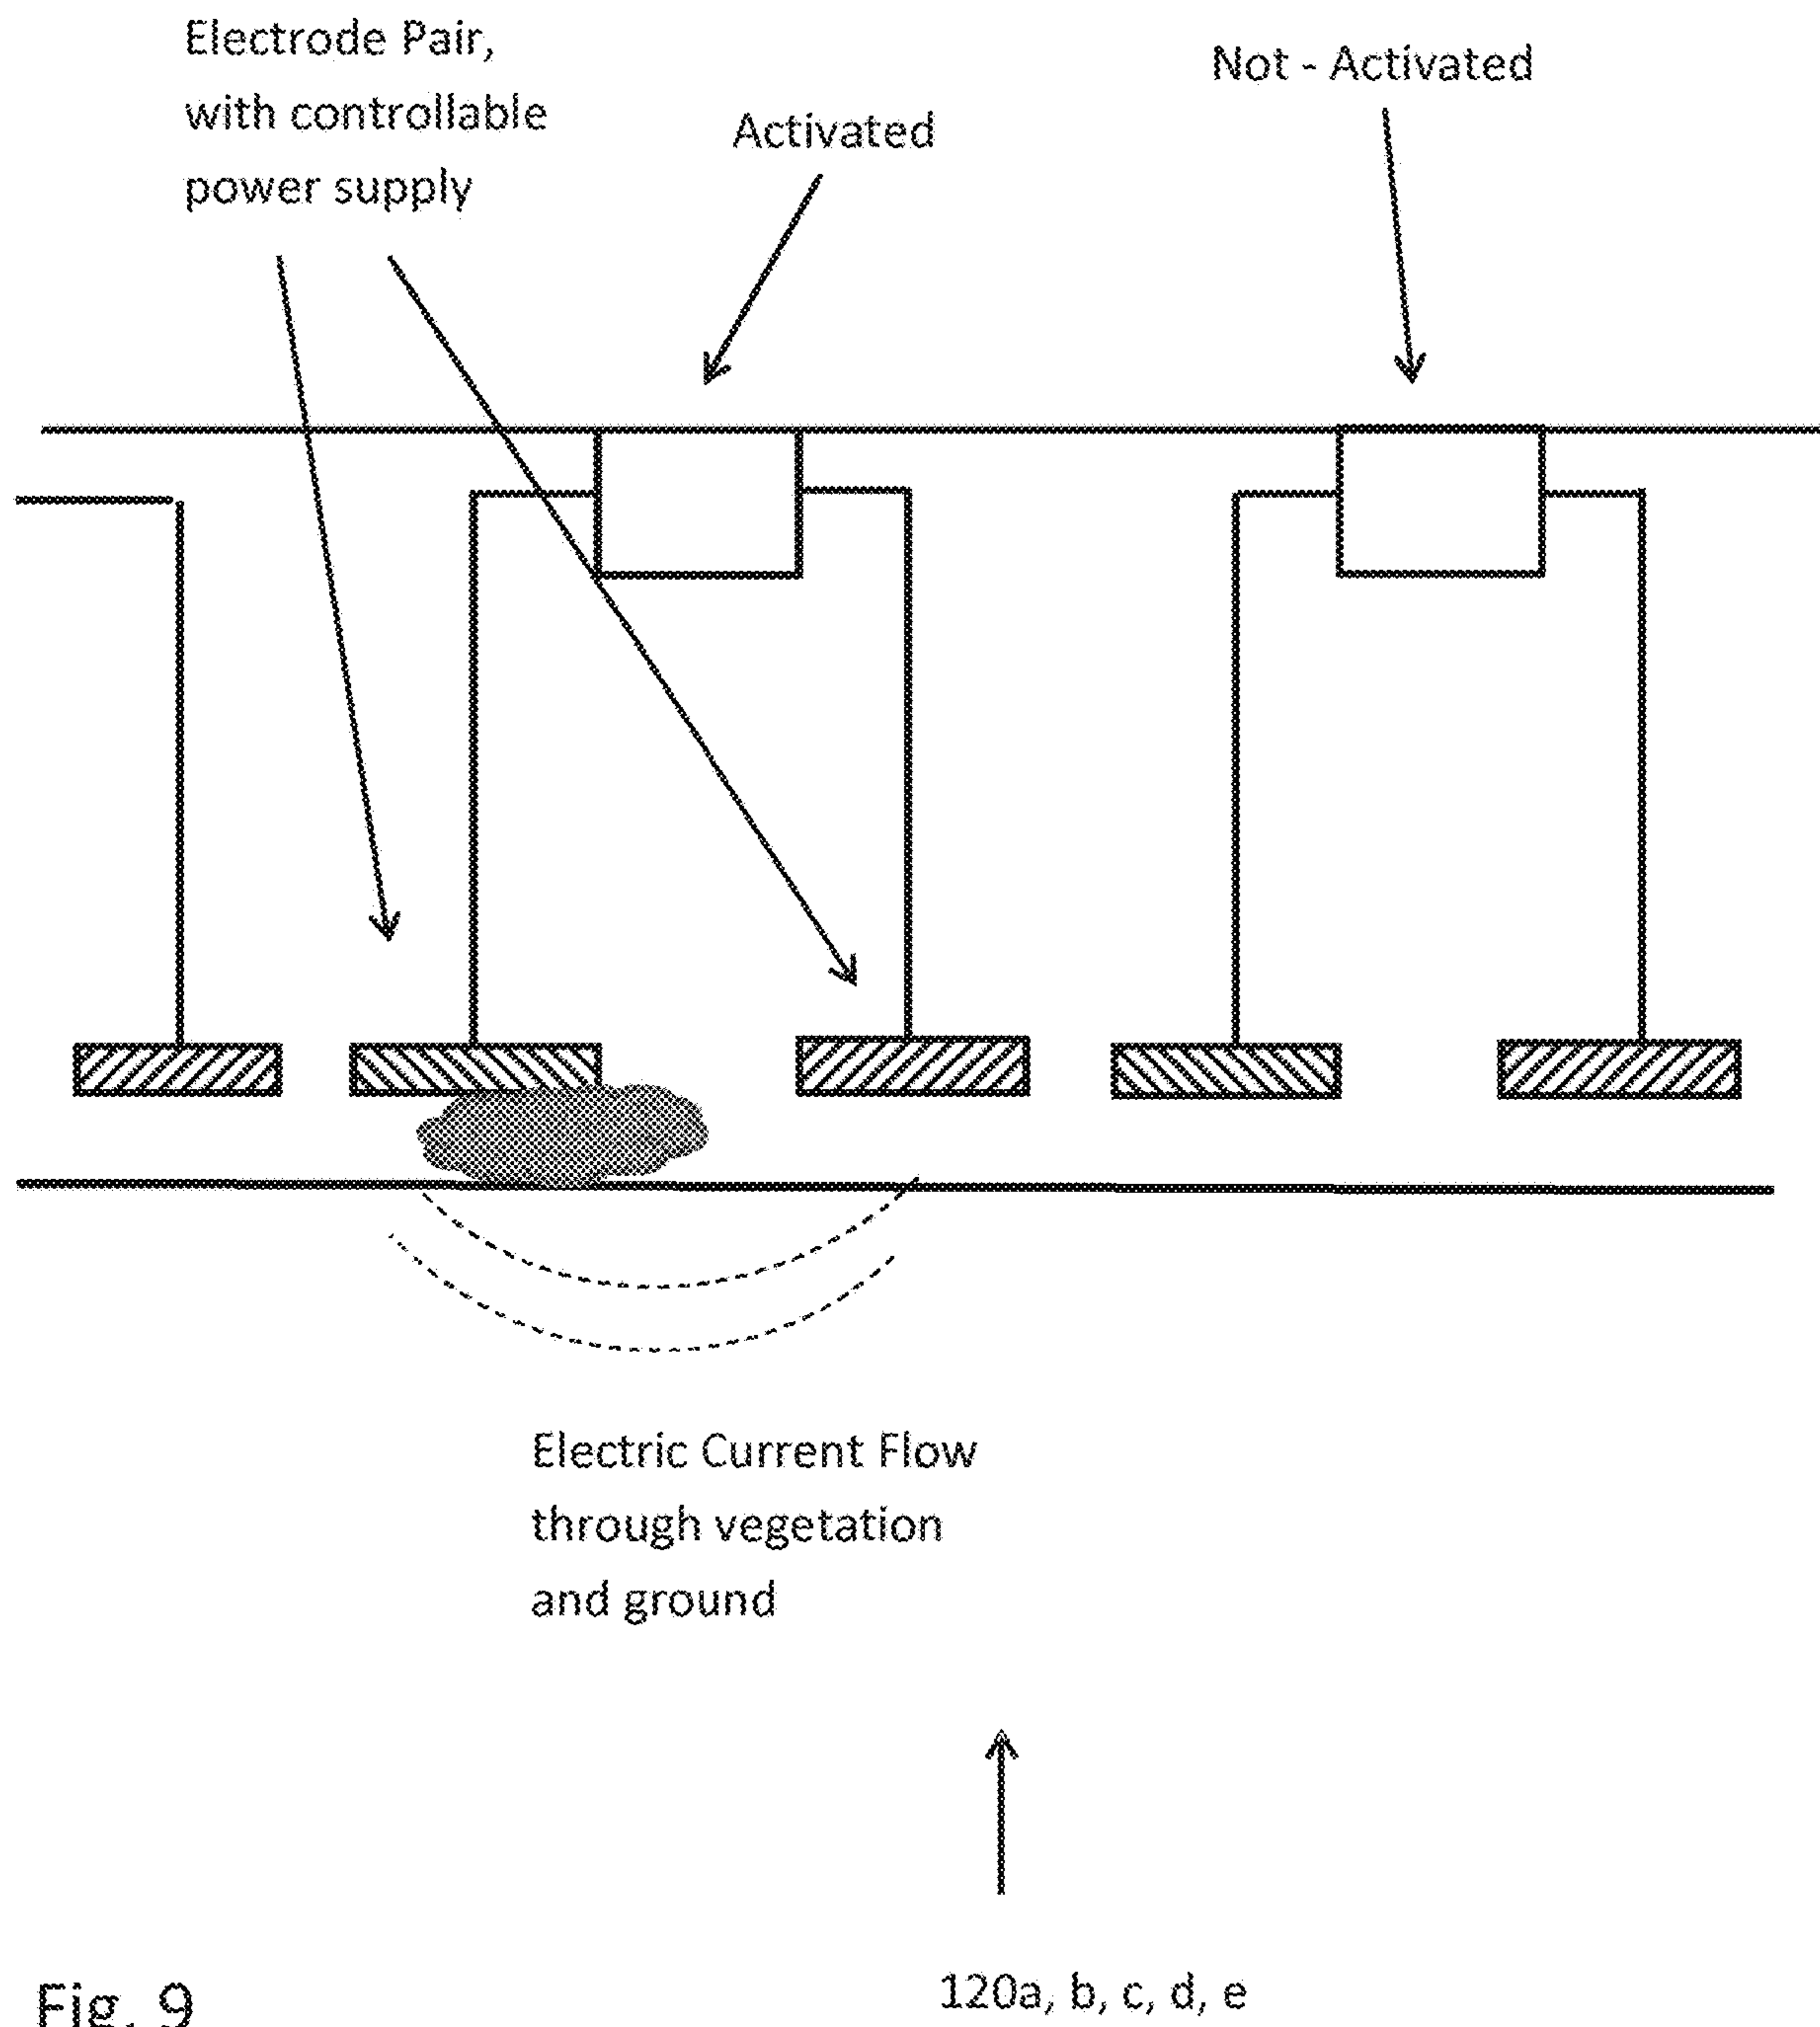 Electrode Pair,
with controllable
power supply
Activated
Not - Activated
Electric Current Flow
through vegetation
and ground
120a, b, c, d, e
Fig. 9